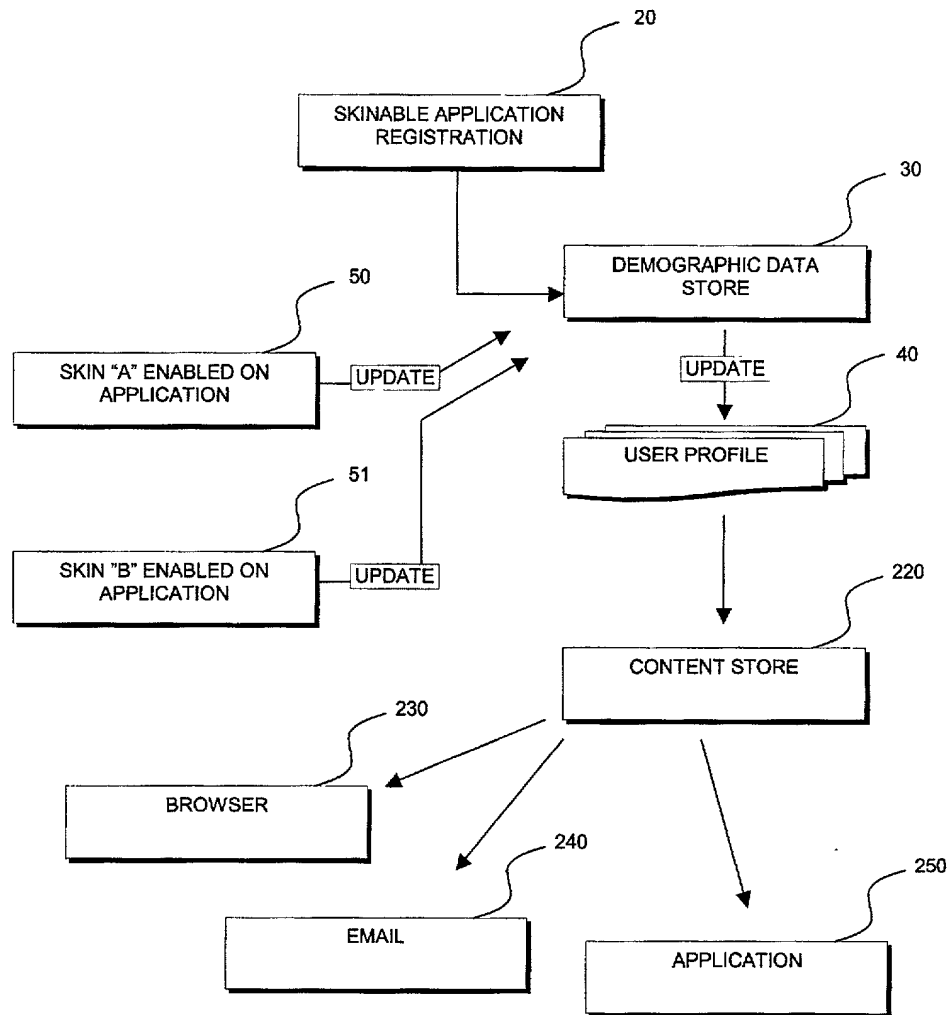 20
SKINABLE APPLICATION
REGISTRATION
30
DEMOGRAPHIC DATA
STORE
50
SKIN "A" ENABLED ON
APPLICATION
UPDATE
UPDATE
40
USER PROFILE
51
SKIN "B" ENABLED ON
APPLICATION
UPDATE
220
CONTENT STORE
230
BROWSER
240
EMAIL
250
APPLICATION